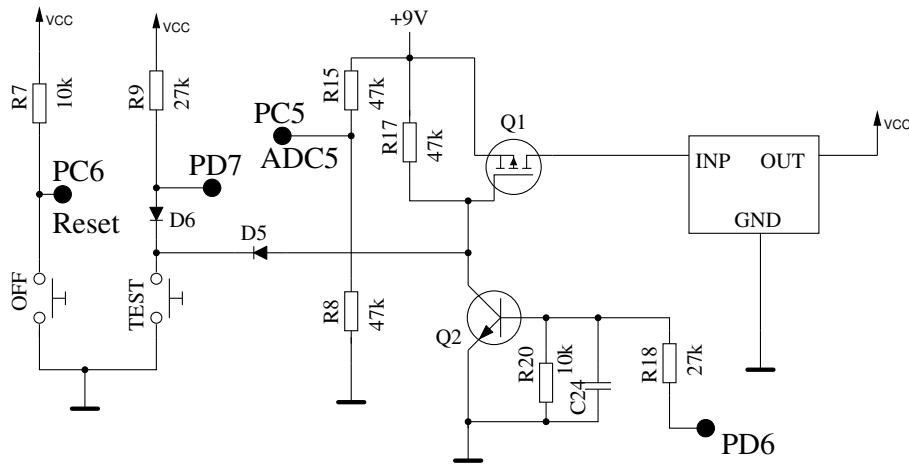 +9V
VCC
VCC
R7
10k
R9
27k
R15
47k
PC5
ADC5
R17
47k
Q1
VCC
INP
OUT
GND
PC6
Reset
PD7
D6
D5
OFF
TEST
R8
47k
Q2
R20
10k
C24
R18
27k
PD6